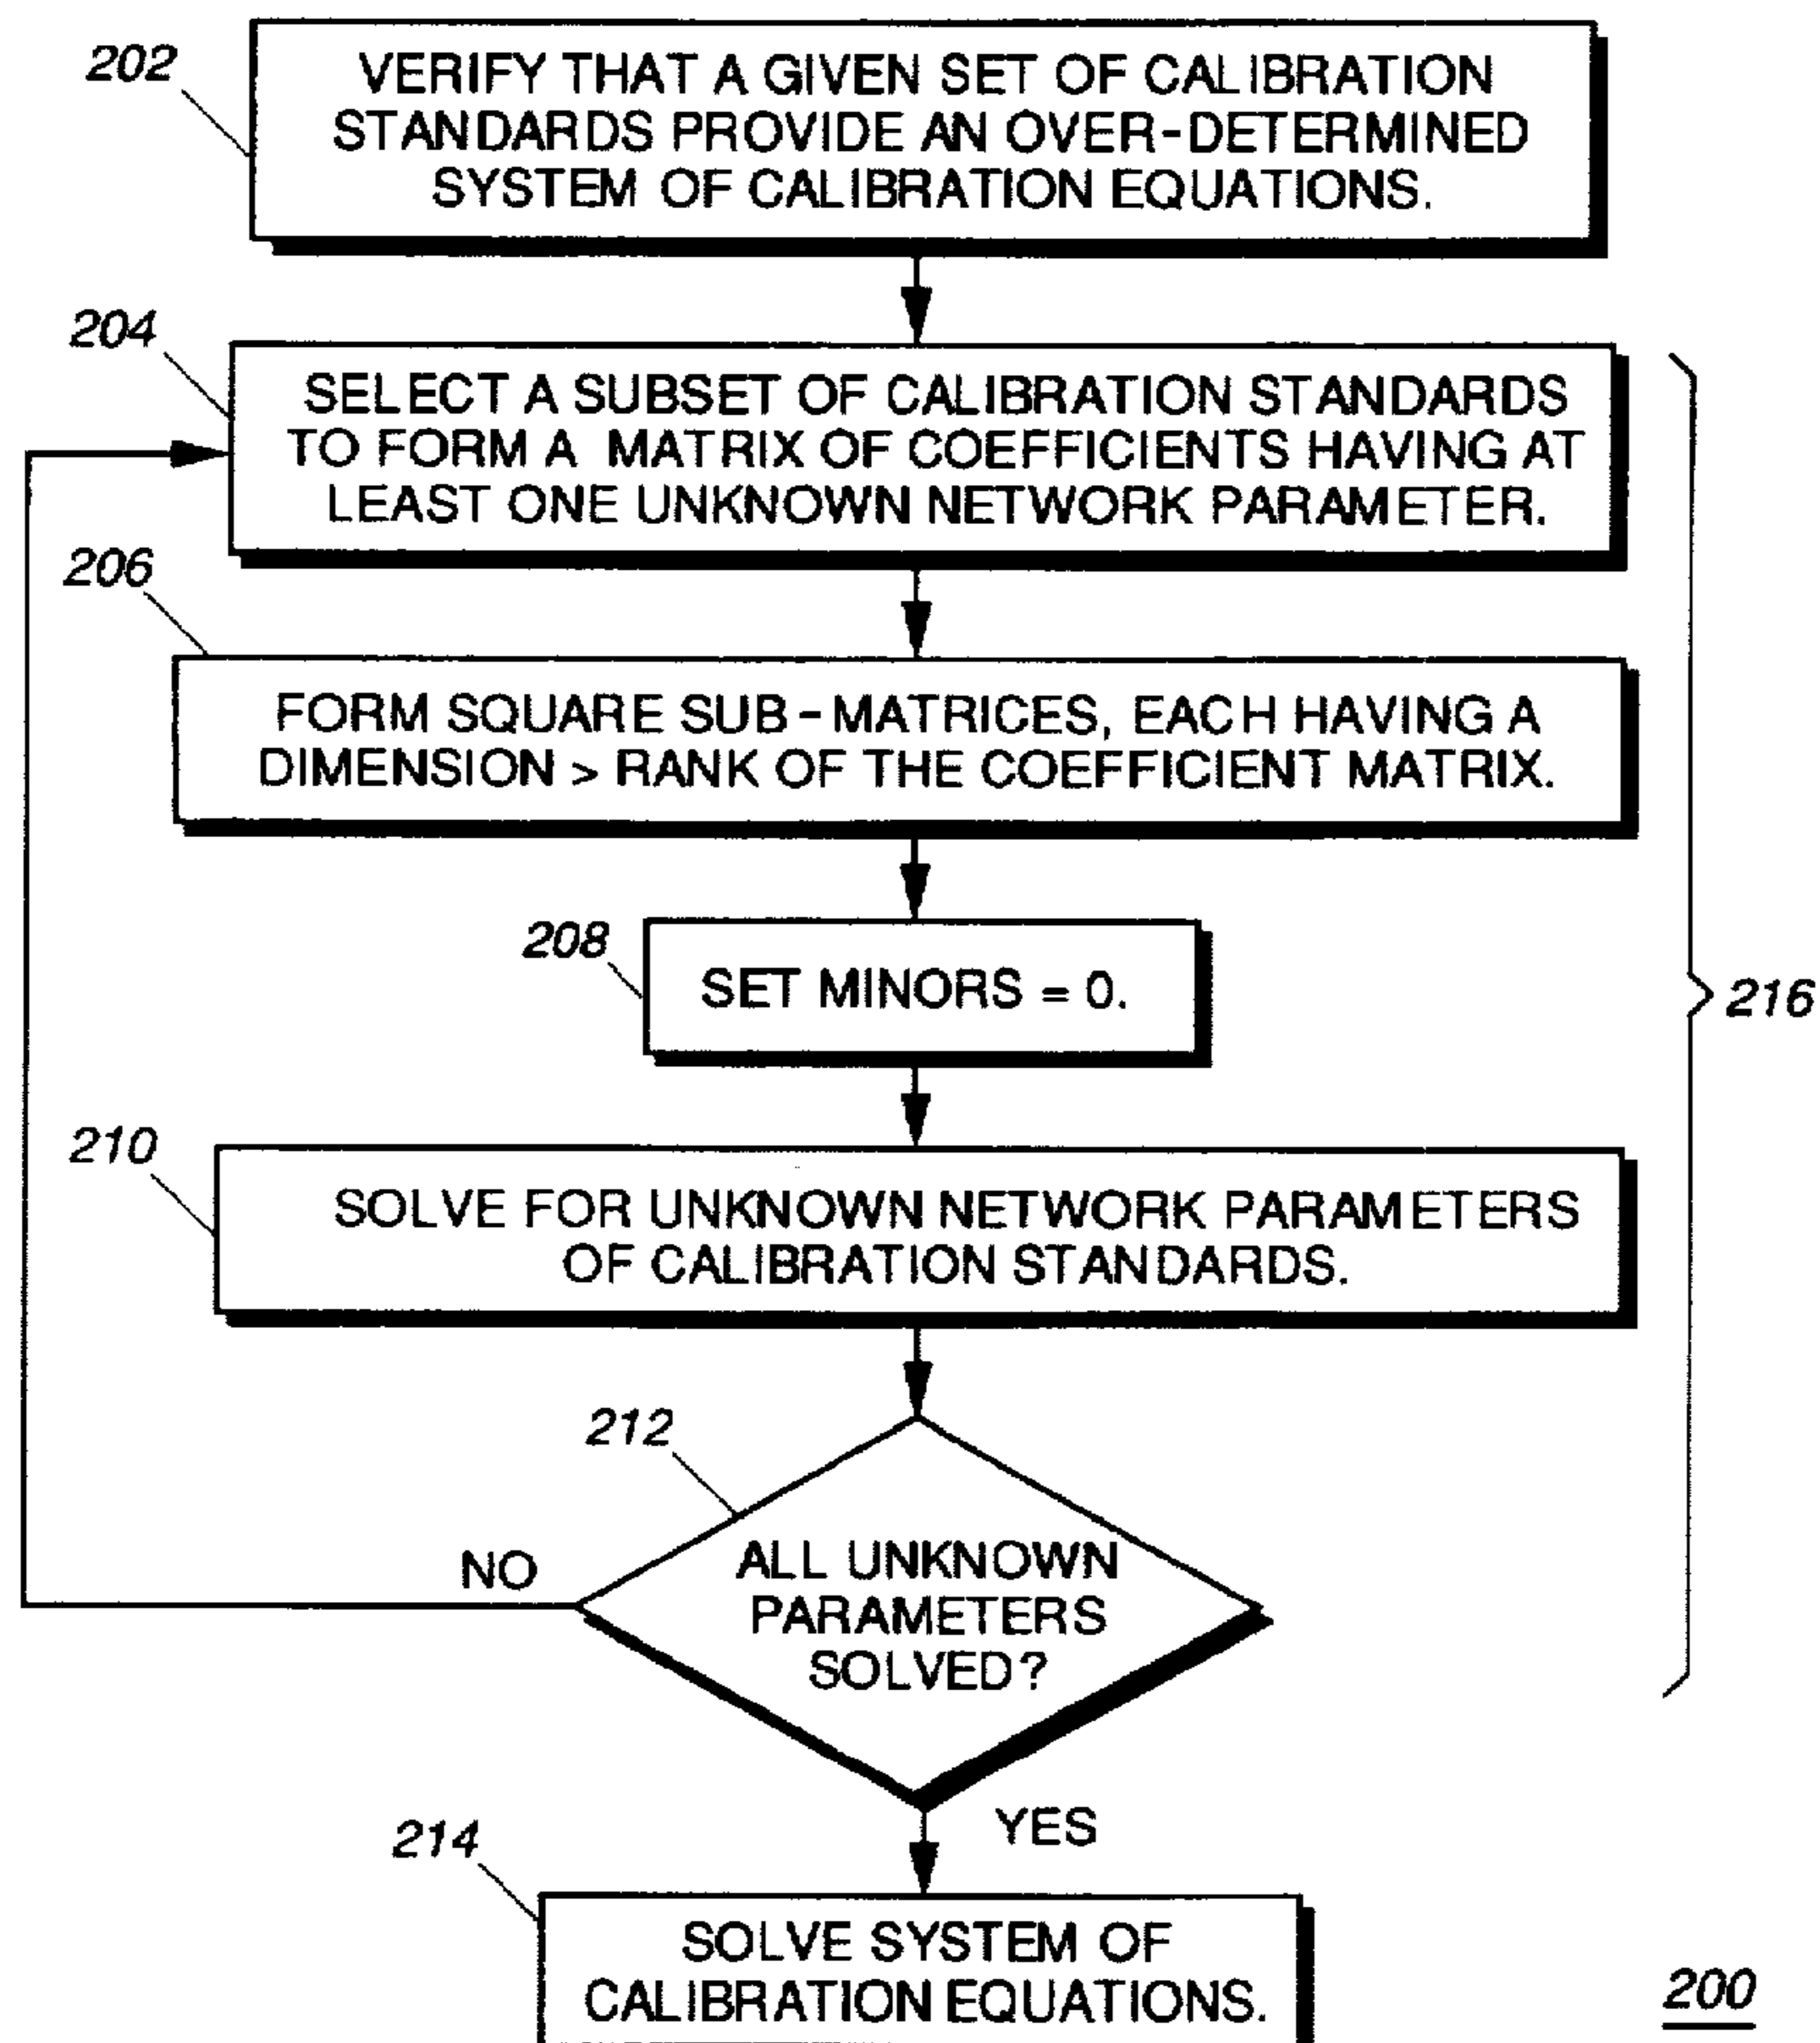 202
VERIFY THAT A GIVEN SET OF CALIBRATION
STANDARDS PROVIDE AN OVER-DETERMINED
SYSTEM OF CALIBRATION EQUATIONS.
204
SELECT A SUBSET OF CALIBRATION STANDARDS
TO FORM A MATRIX OF COEFFICIENTS HAVING AT
LEAST ONE UNKNOWN NETWORK PARAMETER.
206
FORM SQUARE SUB-MATRICES, EACH HAVING A
DIMENSION > RANK OF THE COEFFICIENT MATRIX.
208
SET MINORS = 0.
216
210
SOLVE FOR UNKNOWN NETWORK PARAMETERS
OF CALIBRATION STANDARDS.
212
NO
ALL UNKNOWN
PARAMETERS
SOLVED?
YES
214
SOLVE SYSTEM OF
CALIBRATION EQUATIONS.
200